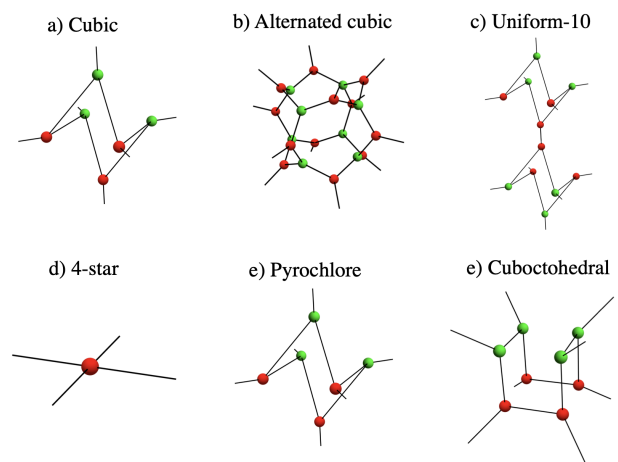 a) Cubic
b) Alternated cubic
c) Uniform-10
d) 4-star
e) Pyrochlore
e) Cuboctohedral